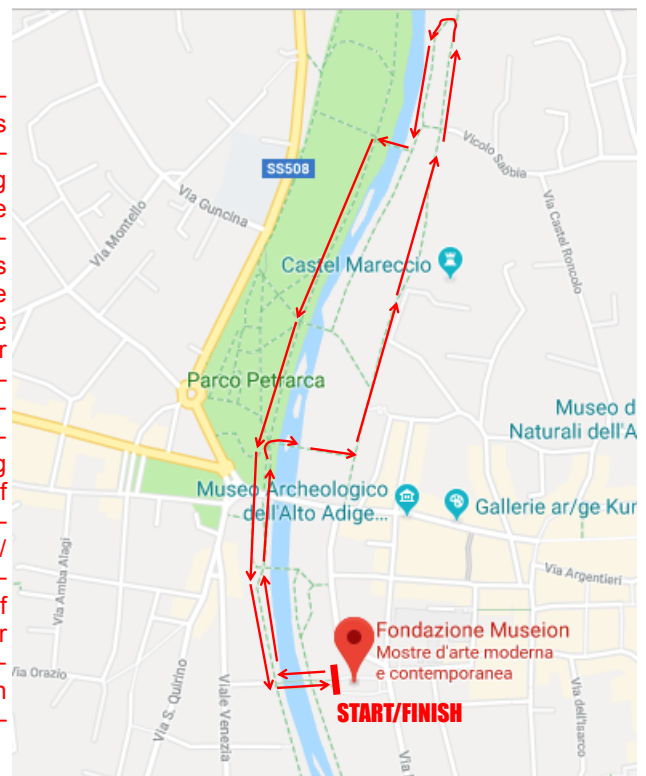 s
g
e
s
e
e
r
g
f
/
f
r
n
Vicolo Sabbia
SS508
Via Guncina
Via Montello
Via Castel Roncolo
Castel Mareccio
Parco Petrarca
Museo d
Naturali dell'A
Museo Archeologico
dell'Alto Adige...
Gallerie ar/ge Kur
Via Amba Alagi
Via Argentieri
Fondazione Museion
Mostre d'arte moderna
e contemporanea
Via Orazio
Via S. Quirino
Viale Venezia
Via dell'Isarco
START/FINISH